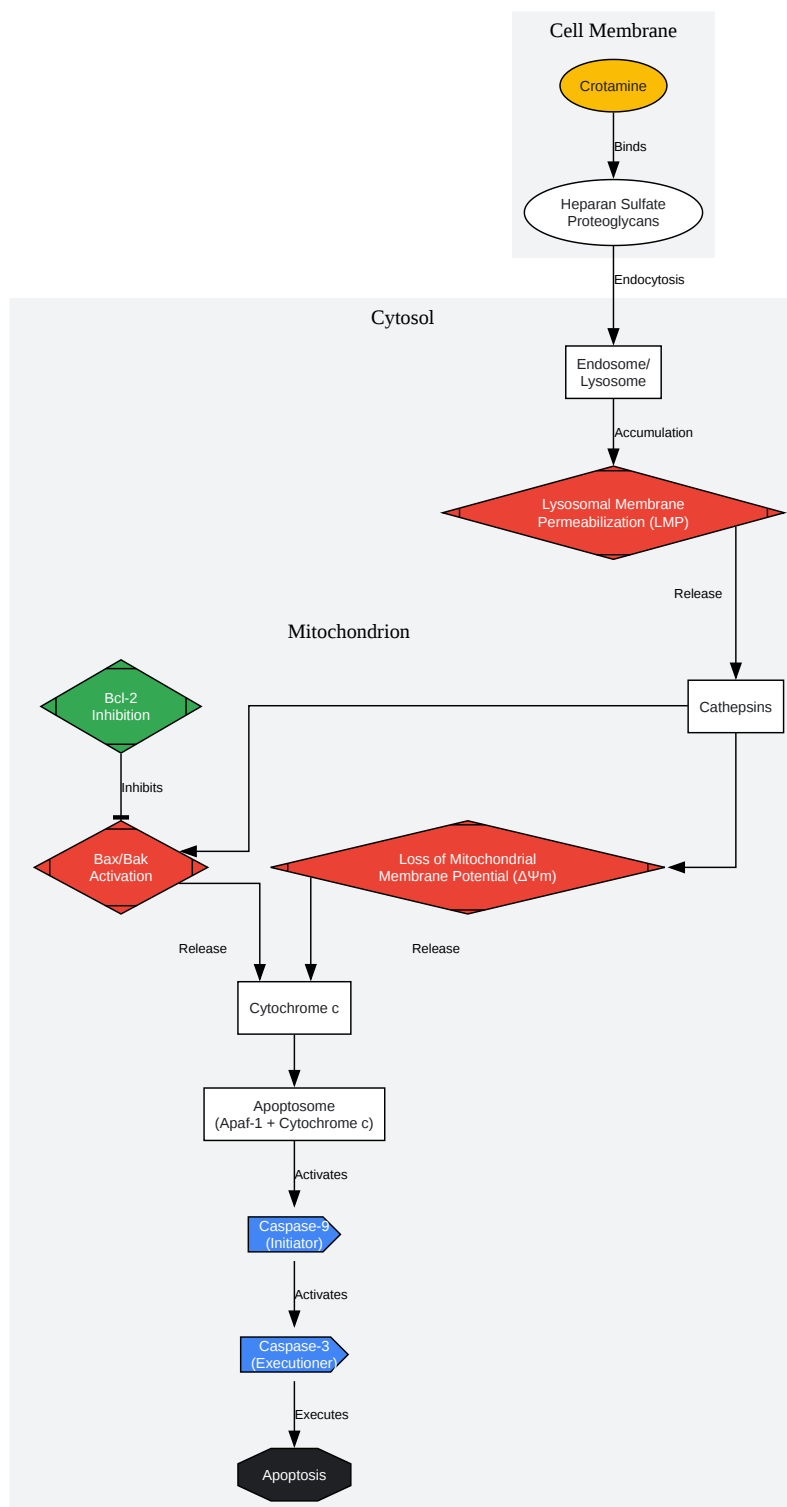 Cell Membrane
Crotamine
Binds
Heparan Sulfate
Proteoglycans
Endocytosis
Cytosol
Endosome/
Lysosome
Accumulation
Lysosomal Membrane
Permeabilization (LMP)
Release
Mitochondrion
Bcl-2
Inhibition
Cathepsins
Inhibits
Bax/Bak
Activation
Loss of Mitochondrial
Membrane Potential (ΔΨm)
Release
Release
Cytochrome c
Apoptosome
(Apaf-1 + Cytochrome c)
Activates
Caspase-9
(Initiator)
Activates
Caspase-3
(Executioner)
Executes
Apoptosis